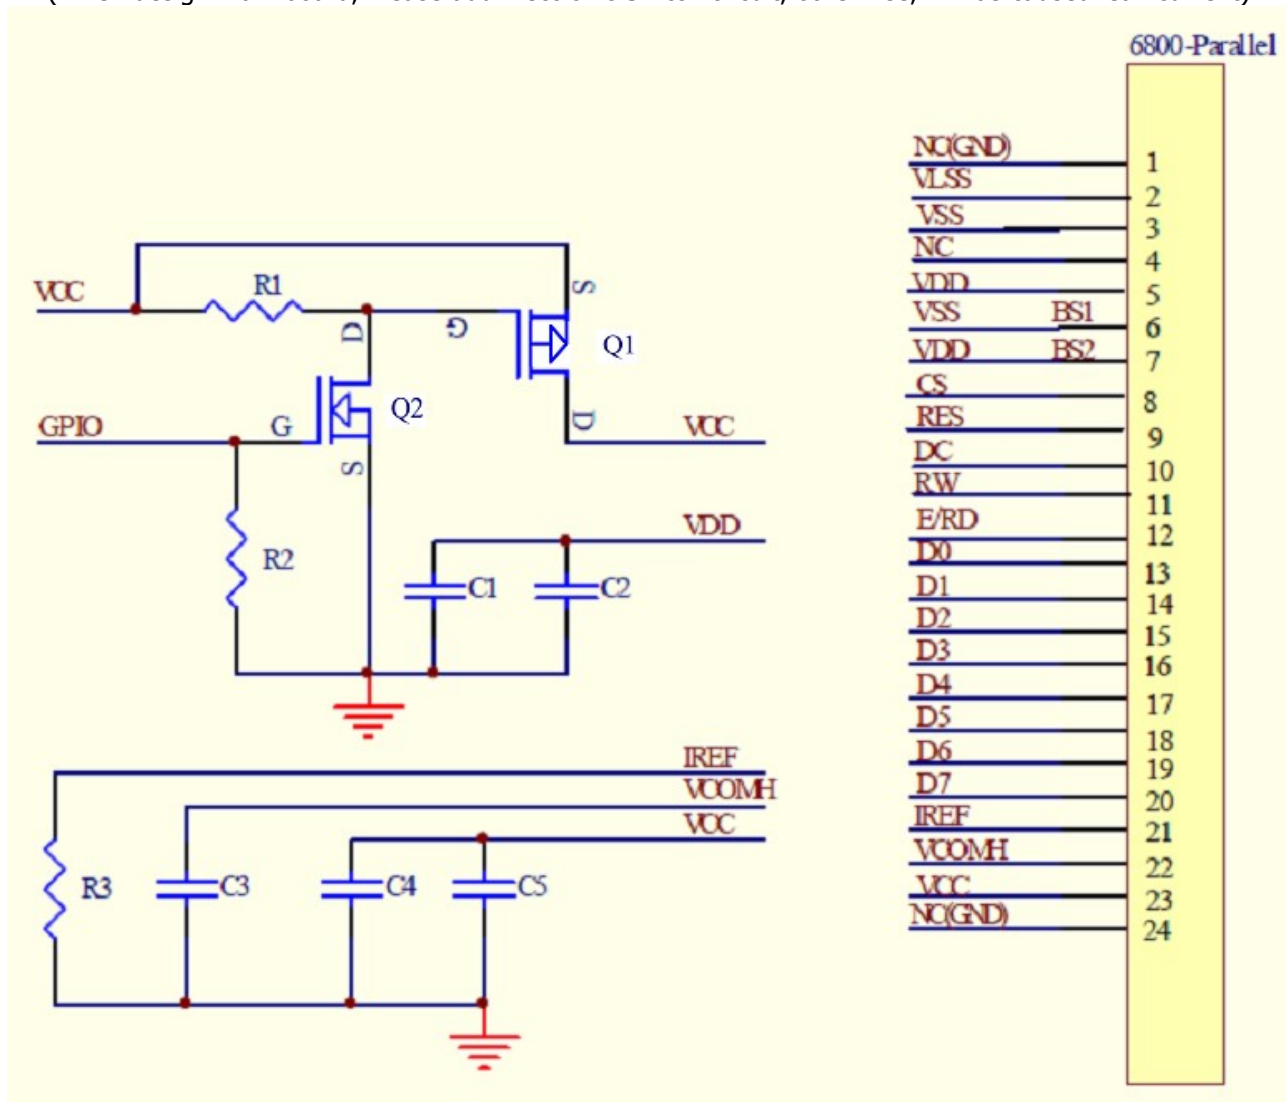 6800-Parallel
NC(GND) 1
VLSS 2
VSS 3
NC 4
VDD 5
VSS BS1 6
VDD BS2 7
CS 8
RES 9
DC 10
RW 11
E/RD 12
D0 13
D1 14
D2 15
D3 16
D4 17
D5 18
D6 19
D7 20
IREF 21
VCOMH 22
VCC 23
NC(GND) 24
VCC
R1
S
D
G
Q1
Q2
GPIO
G
D
VCC
S
R2
VDD
C1
C2
IREF
VCOMH
VCC
R3
C3
C4
C5